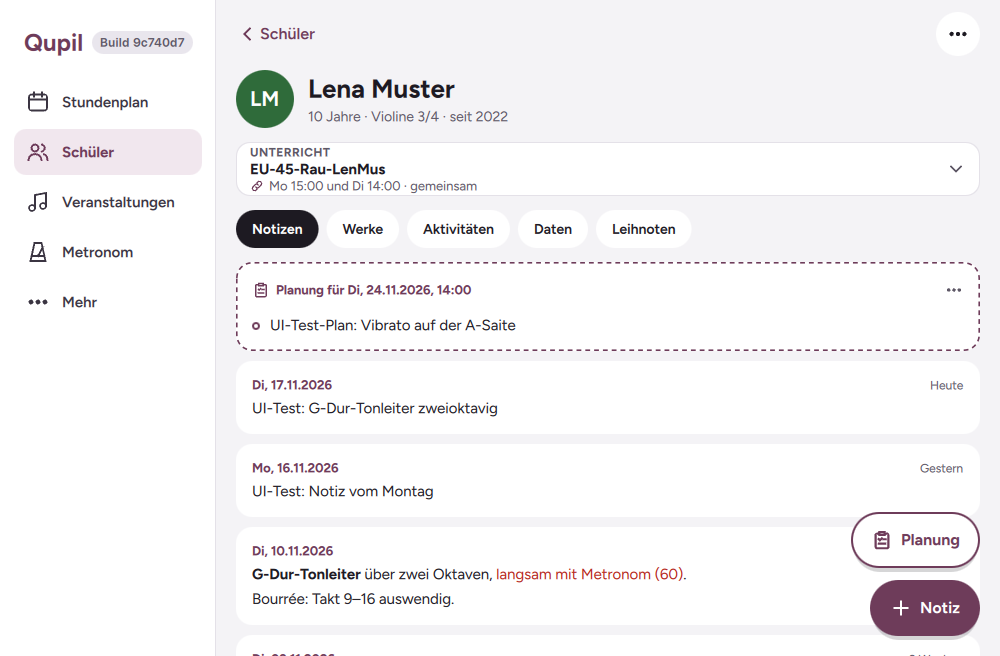 Qupil
Build 9c740d7
Stundenplan
Schüler
Veranstaltungen
Metronom
Mehr
Schüler
LM
Lena Muster
10 Jahre · Violine 3/4 · seit 2022
UNTERRICHT
EU-45-Rau-LenMus
Mo 15:00 und Di 14:00 · gemeinsam
Notizen
Werke
Aktivitäten
Daten
Leihnoten
Planung für Di, 24.11.2026, 14:00
UI-Test-Plan: Vibrato auf der A-Saite
Di, 17.11.2026
Heute
UI-Test: G-Dur-Tonleiter zweioktavig
Mo, 16.11.2026
Gestern
UI-Test: Notiz vom Montag
Di, 10.11.2026
G-Dur-Tonleiter über zwei Oktaven, langsam mit Metronom (60).
Bourrée: Takt 9–16 auswendig.
Planung
Notiz